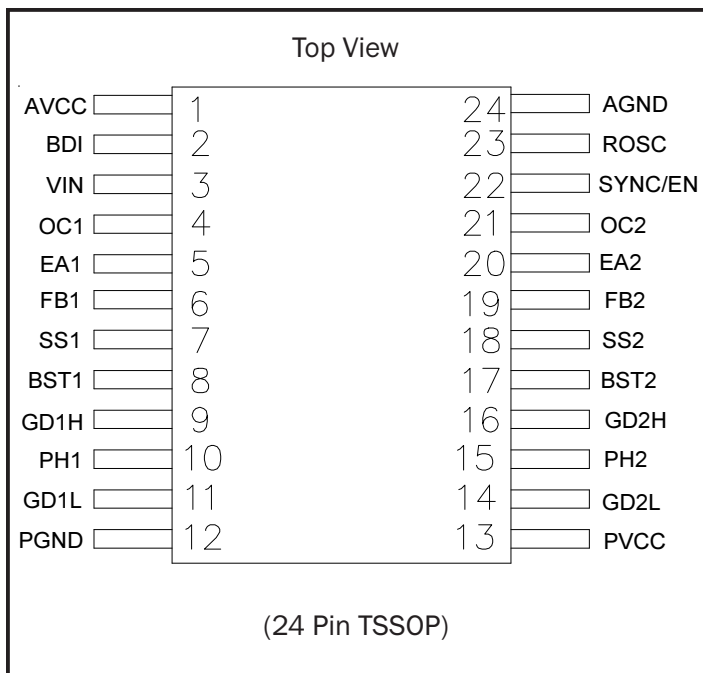 Top View
AVCC 1 24 AGND
BDI 2 23 ROSC
VIN 3 22 SYNC/EN
OC1 4 21 OC2
EA1 5 20 EA2
FB1 6 19 FB2
SS1 7 18 SS2
BST1 8 17 BST2
GD1H 9 16 GD2H
PH1 10 15 PH2
GD1L 11 14 GD2L
PGND 12 13 PVCC
(24 Pin TSSOP)